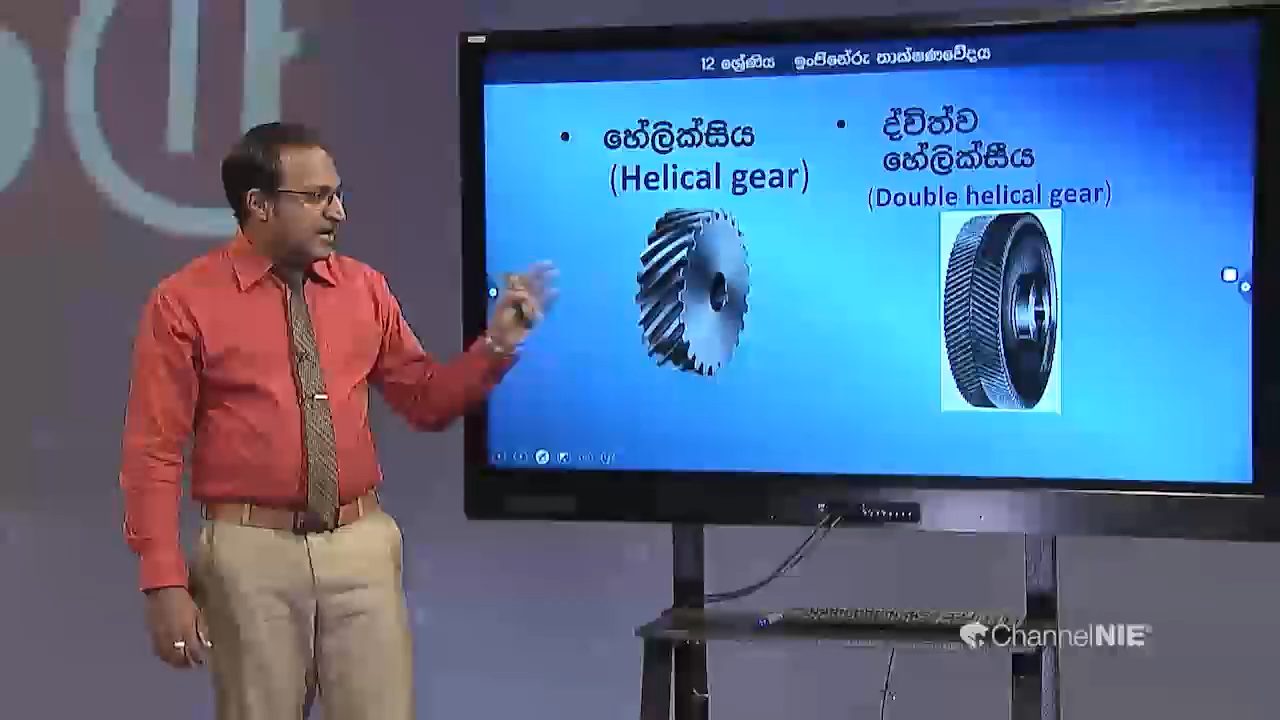 12 ශ්‍රේණිය ඉංජිනේරු තාක්ෂණවේදය
• හේලික්සිය
(Helical gear)
• ද්විත්ව
හේලික්සීය
(Double helical gear)
ChannelNIE